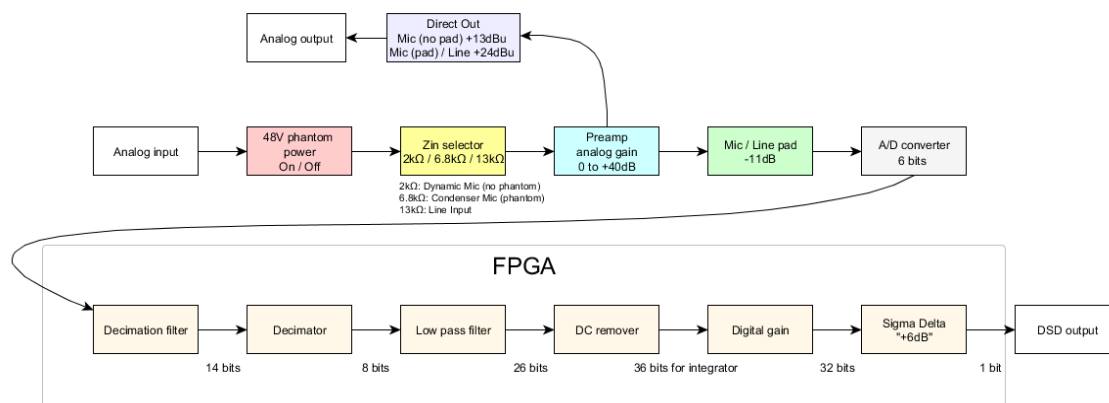 Analog output
Direct Out
Mic (no pad) +13dBu
Mic (pad) / Line +24dBu
Analog input
48V phantom
power
On / Off
Zin selector
2kΩ / 6.8kΩ / 13kΩ
Preamp
analog gain
0 to +40dB
Mic / Line pad
-11dB
A/D converter
6 bits
2kΩ: Dynamic Mic (no phantom)
6.8kΩ: Condenser Mic (phantom)
13kΩ: Line Input
FPGA
Decimation filter
Decimator
Low pass filter
DC remover
Digital gain
Sigma Delta
"+6dB"
DSD output
14 bits
8 bits
26 bits
36 bits for integrator
32 bits
1 bit